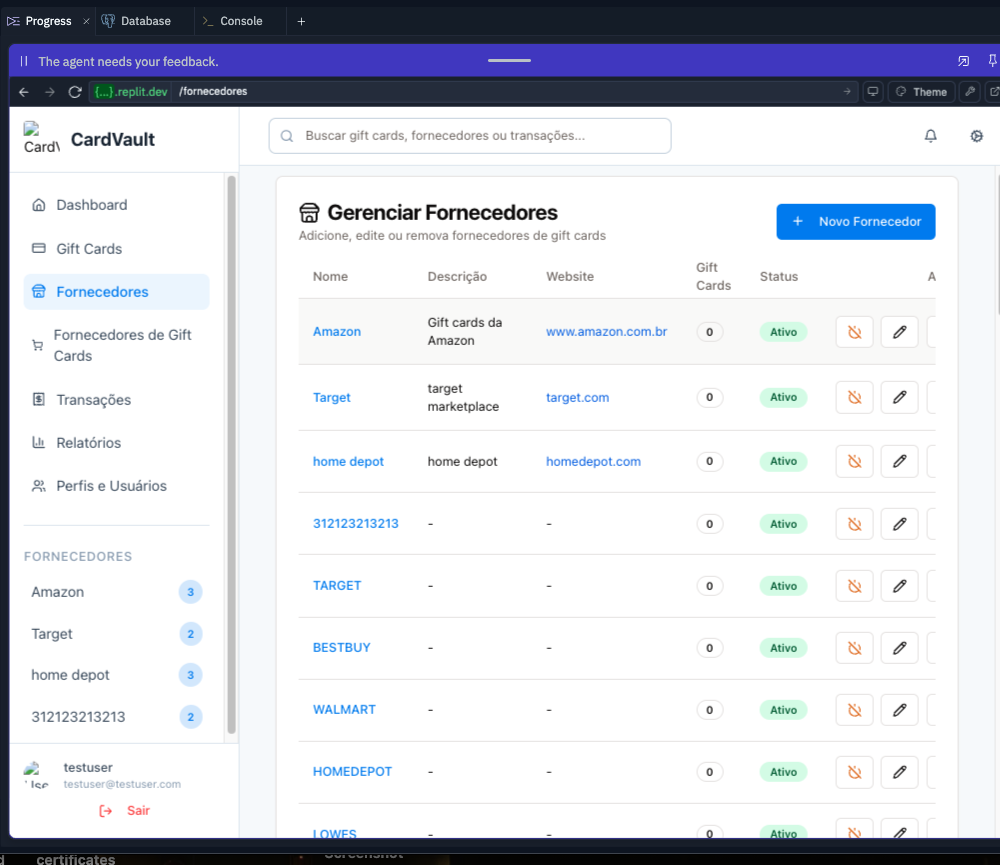 Progress
Database
Console
The agent needs your feedback.
{...}.replit.dev /fornecedores
Theme
CardVault
Buscar gift cards, fornecedores ou transações...
Dashboard
Gift Cards
Fornecedores
Fornecedores de Gift
Cards
Transações
Relatórios
Perfis e Usuários
FORNECEDORES
Amazon 3
Target 2
home depot 3
312123213213 2
testuser
testuser@testuser.com
Sair
Gerenciar Fornecedores
Adicione, edite ou remova fornecedores de gift cards
+ Novo Fornecedor
Nome Descrição Website Gift Cards Status A
Amazon Gift cards da Amazon www.amazon.com.br 0 Ativo
Target target marketplace target.com 0 Ativo
home depot home depot homedepot.com 0 Ativo
312123213213 - - 0 Ativo
TARGET - - 0 Ativo
BESTBUY - - 0 Ativo
WALMART - - 0 Ativo
HOMEDEPOT - - 0 Ativo
LOWES - - 0 Ativo
certificates
Screenshot